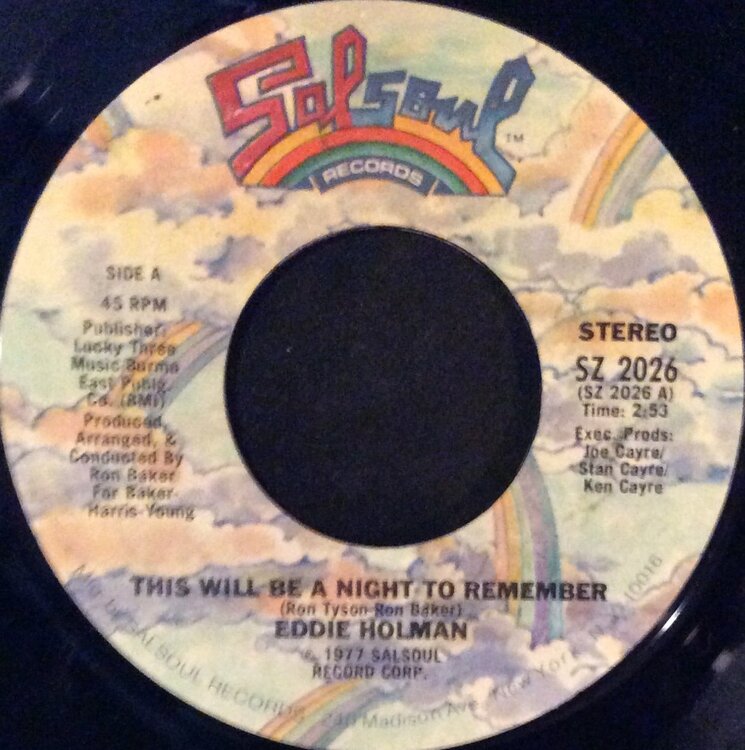 Salsoul
TM
RECORDS
SIDE A
45 RPM
Publisher:
Lucky Three
Music Burma
East Publg.
Co. (BMI)
Produced,
Arranged, &
Conducted By
Ron Baker
For Baker
Harris-Young
STEREO
SZ 2026
(SZ 2026 A)
Time: 2:53
Exec. Prods:
Joe Cayre/
Stan Cayre/
Ken Cayre
THIS WILL BE A NIGHT TO REMEMBER
(Ron Tyson-Ron Baker)
EDDIE HOLMAN
1977 SALSOUL
RECORD CORP.
Mfg. by SALSOUL RECORDS 240 Madison Ave., New York, N.Y. 10016